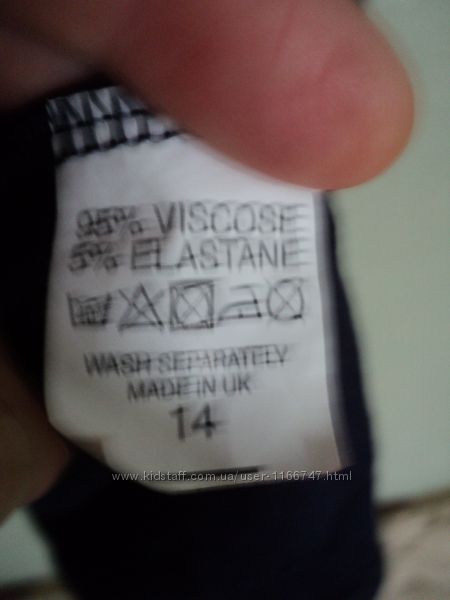 95% VISCOSE
5% ELASTANE
WASH SEPARATELY
MADE IN UK
14
www.kidstaff.com.ua/user-1166747.html